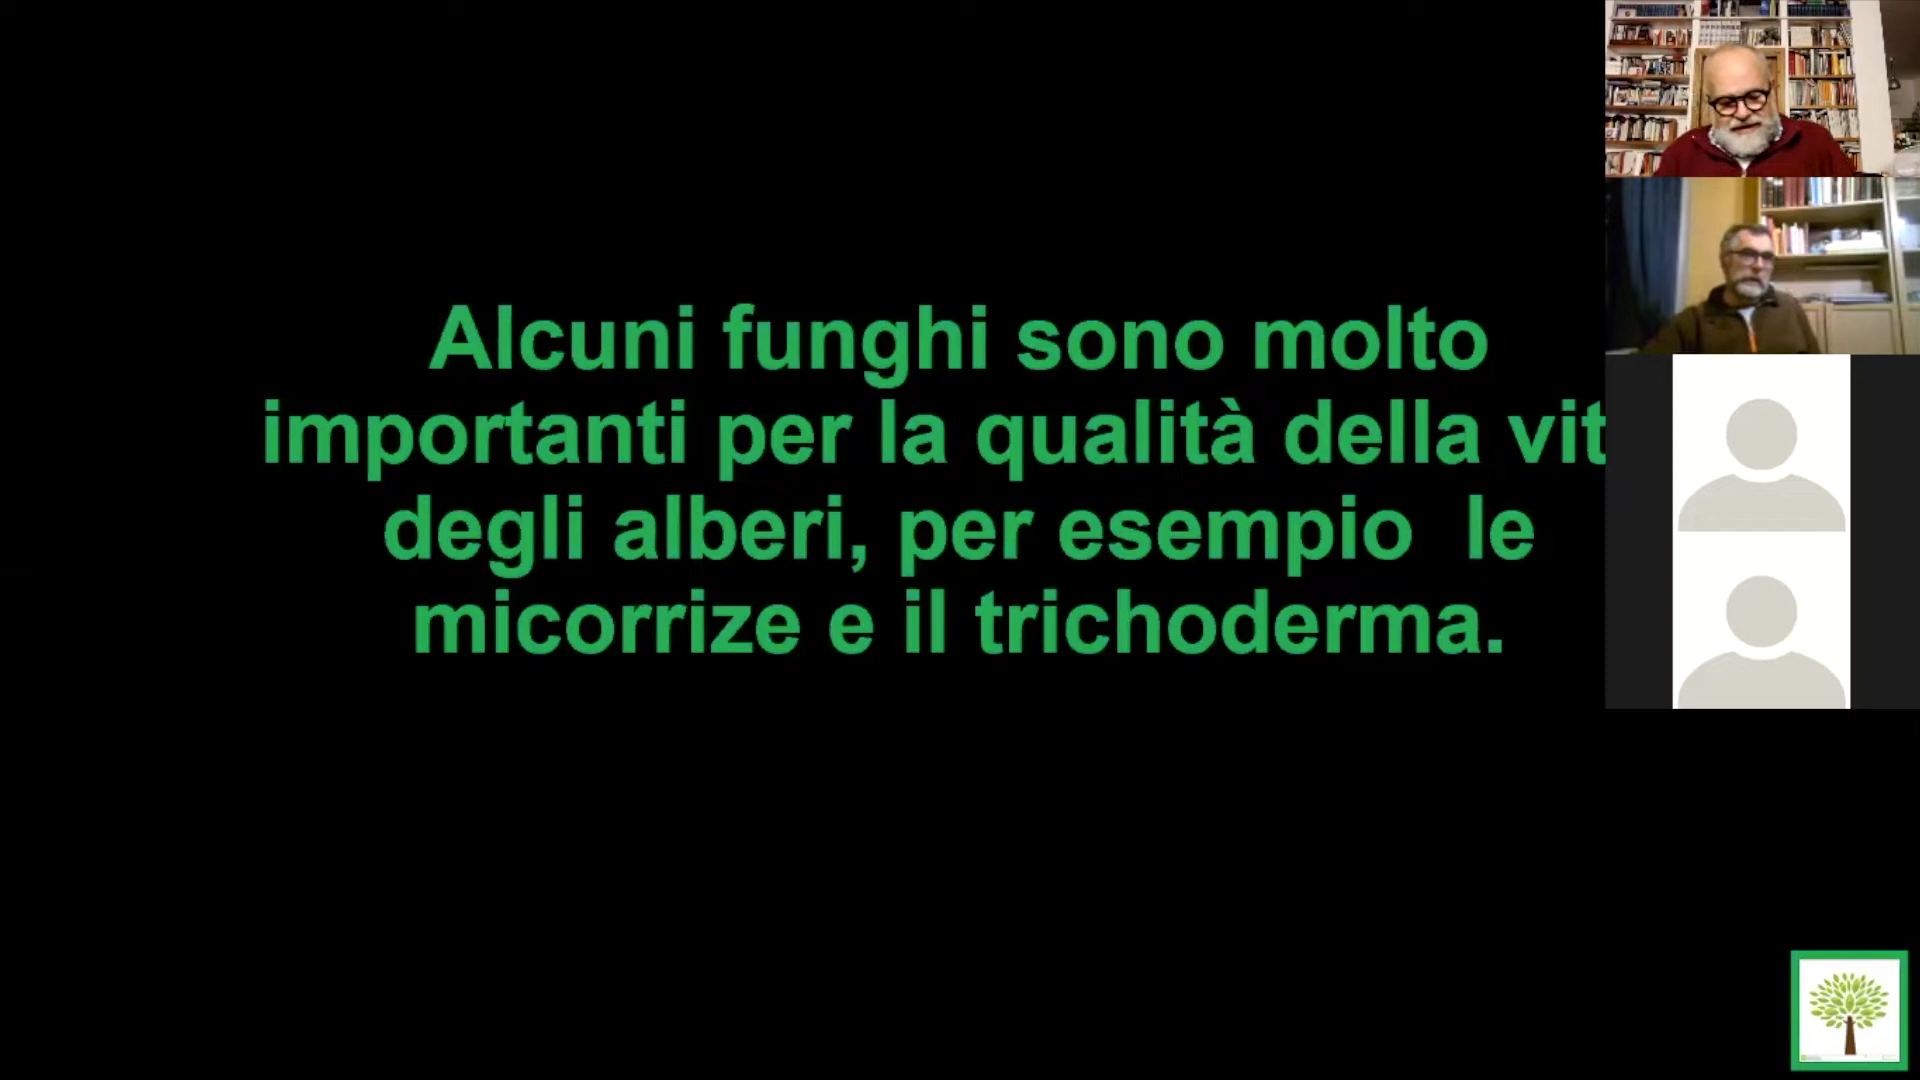 Alcuni funghi sono molto
importanti per la qualità della vit
degli alberi, per esempio  le
micorrize e il trichoderma.